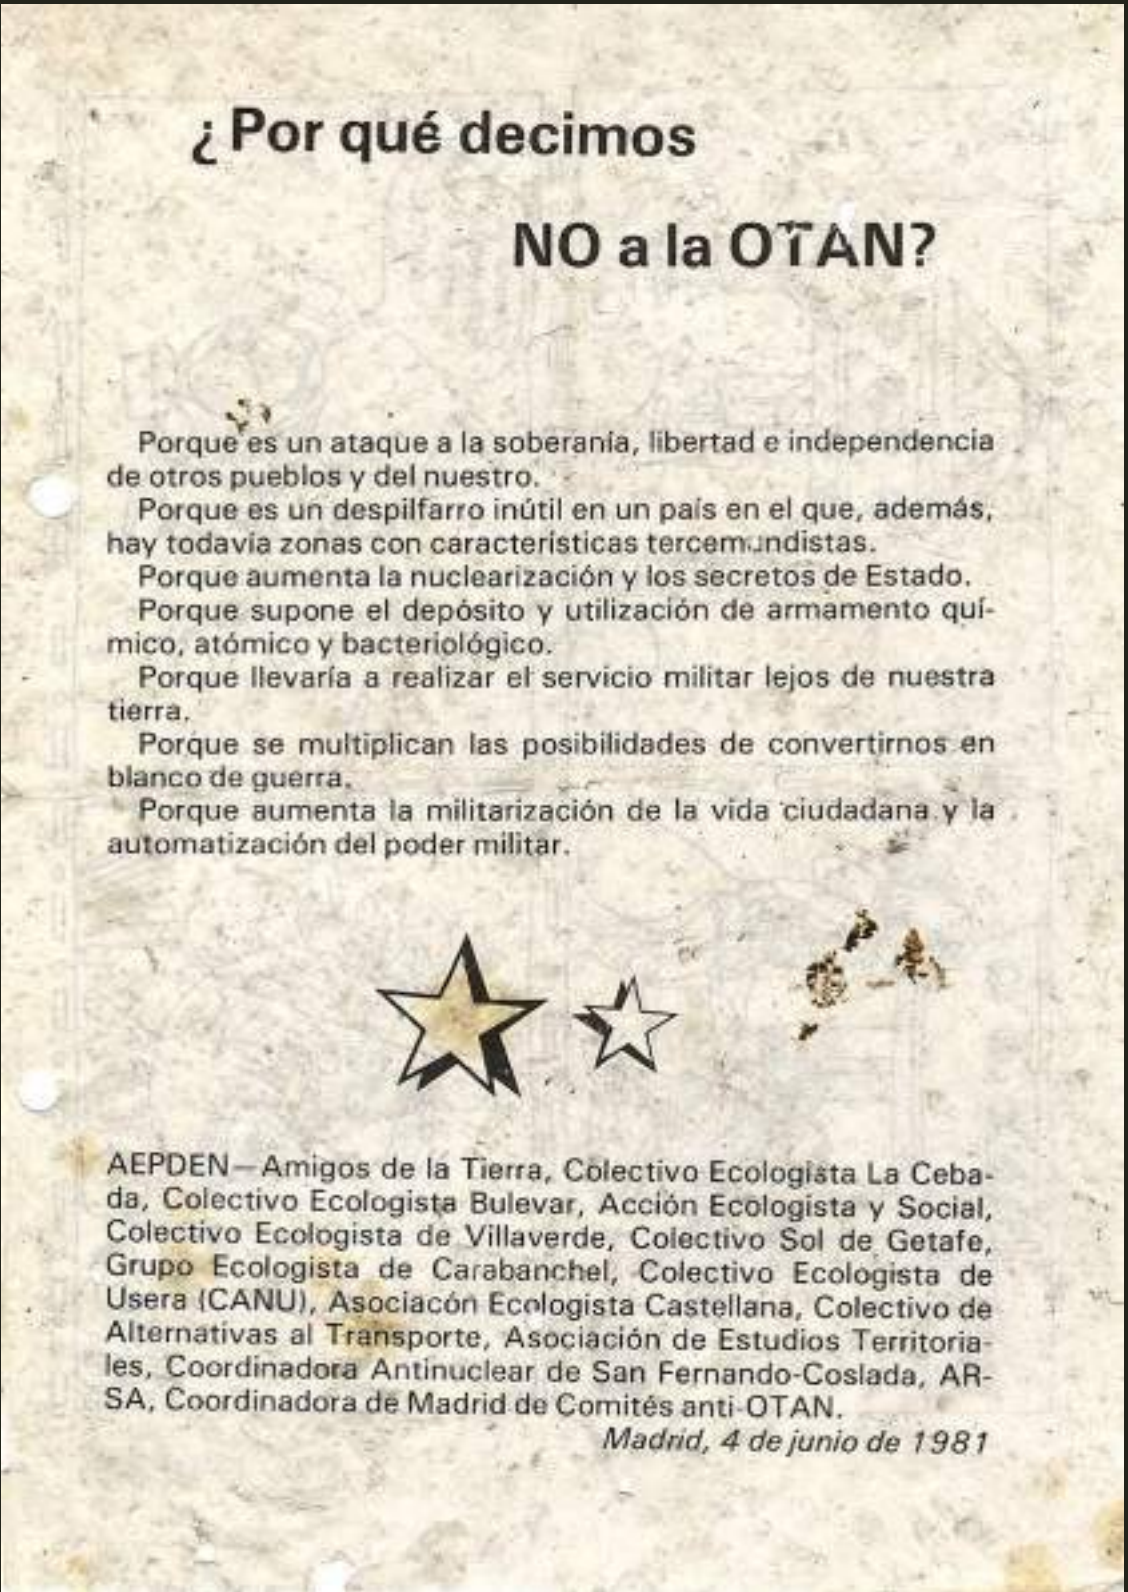 ¿Por qué decimos
NO a la OTAN?
Porque es un ataque a la soberanía, libertad e independencia
de otros pueblos y del nuestro.
Porque es un despilfarro inútil en un país en el que, además,
hay todavía zonas con características tercemundistas.
Porque aumenta la nuclearización y los secretos de Estado.
Porque supone el depósito y utilización de armamento quí-
mico, atómico y bacteriológico.
Porque llevaría a realizar el servicio militar lejos de nuestra
tierra.
Porque se multiplican las posibilidades de convertirnos en
blanco de guerra.
Porque aumenta la militarización de la vida ciudadana y la
automatización del poder militar.
AEPDEN—Amigos de la Tierra, Colectivo Ecologista La Ceba-
da, Colectivo Ecologista Bulevar, Acción Ecologista y Social,
Colectivo Ecologista de Villaverde, Colectivo Sol de Getafe,
Grupo Ecologista de Carabanchel, Colectivo Ecologista de
Usera (CANU), Asociacón Ecologista Castellana, Colectivo de
Alternativas al Transporte, Asociación de Estudios Territoria-
les, Coordinadora Antinuclear de San Fernando-Coslada, AR-
SA, Coordinadora de Madrid de Comités anti-OTAN.
Madrid, 4 de junio de 1981